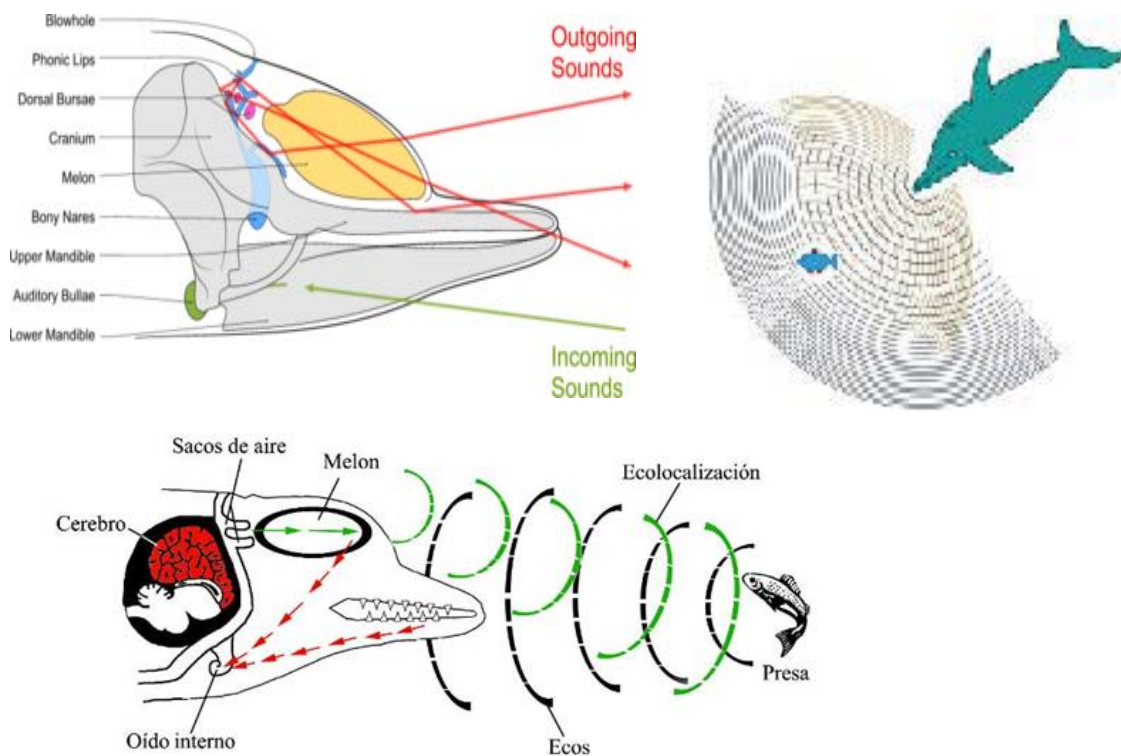 Blowhole
Phonic Lips
Dorsal Bursae
Cranium
Melon
Bony Nares
Upper Mandible
Auditory Bullae
Lower Mandible
Outgoing
Sounds
Incoming
Sounds
Sacos de aire
Melon
Ecolocalización
Cerebro
Presa
Oído interno
Ecos